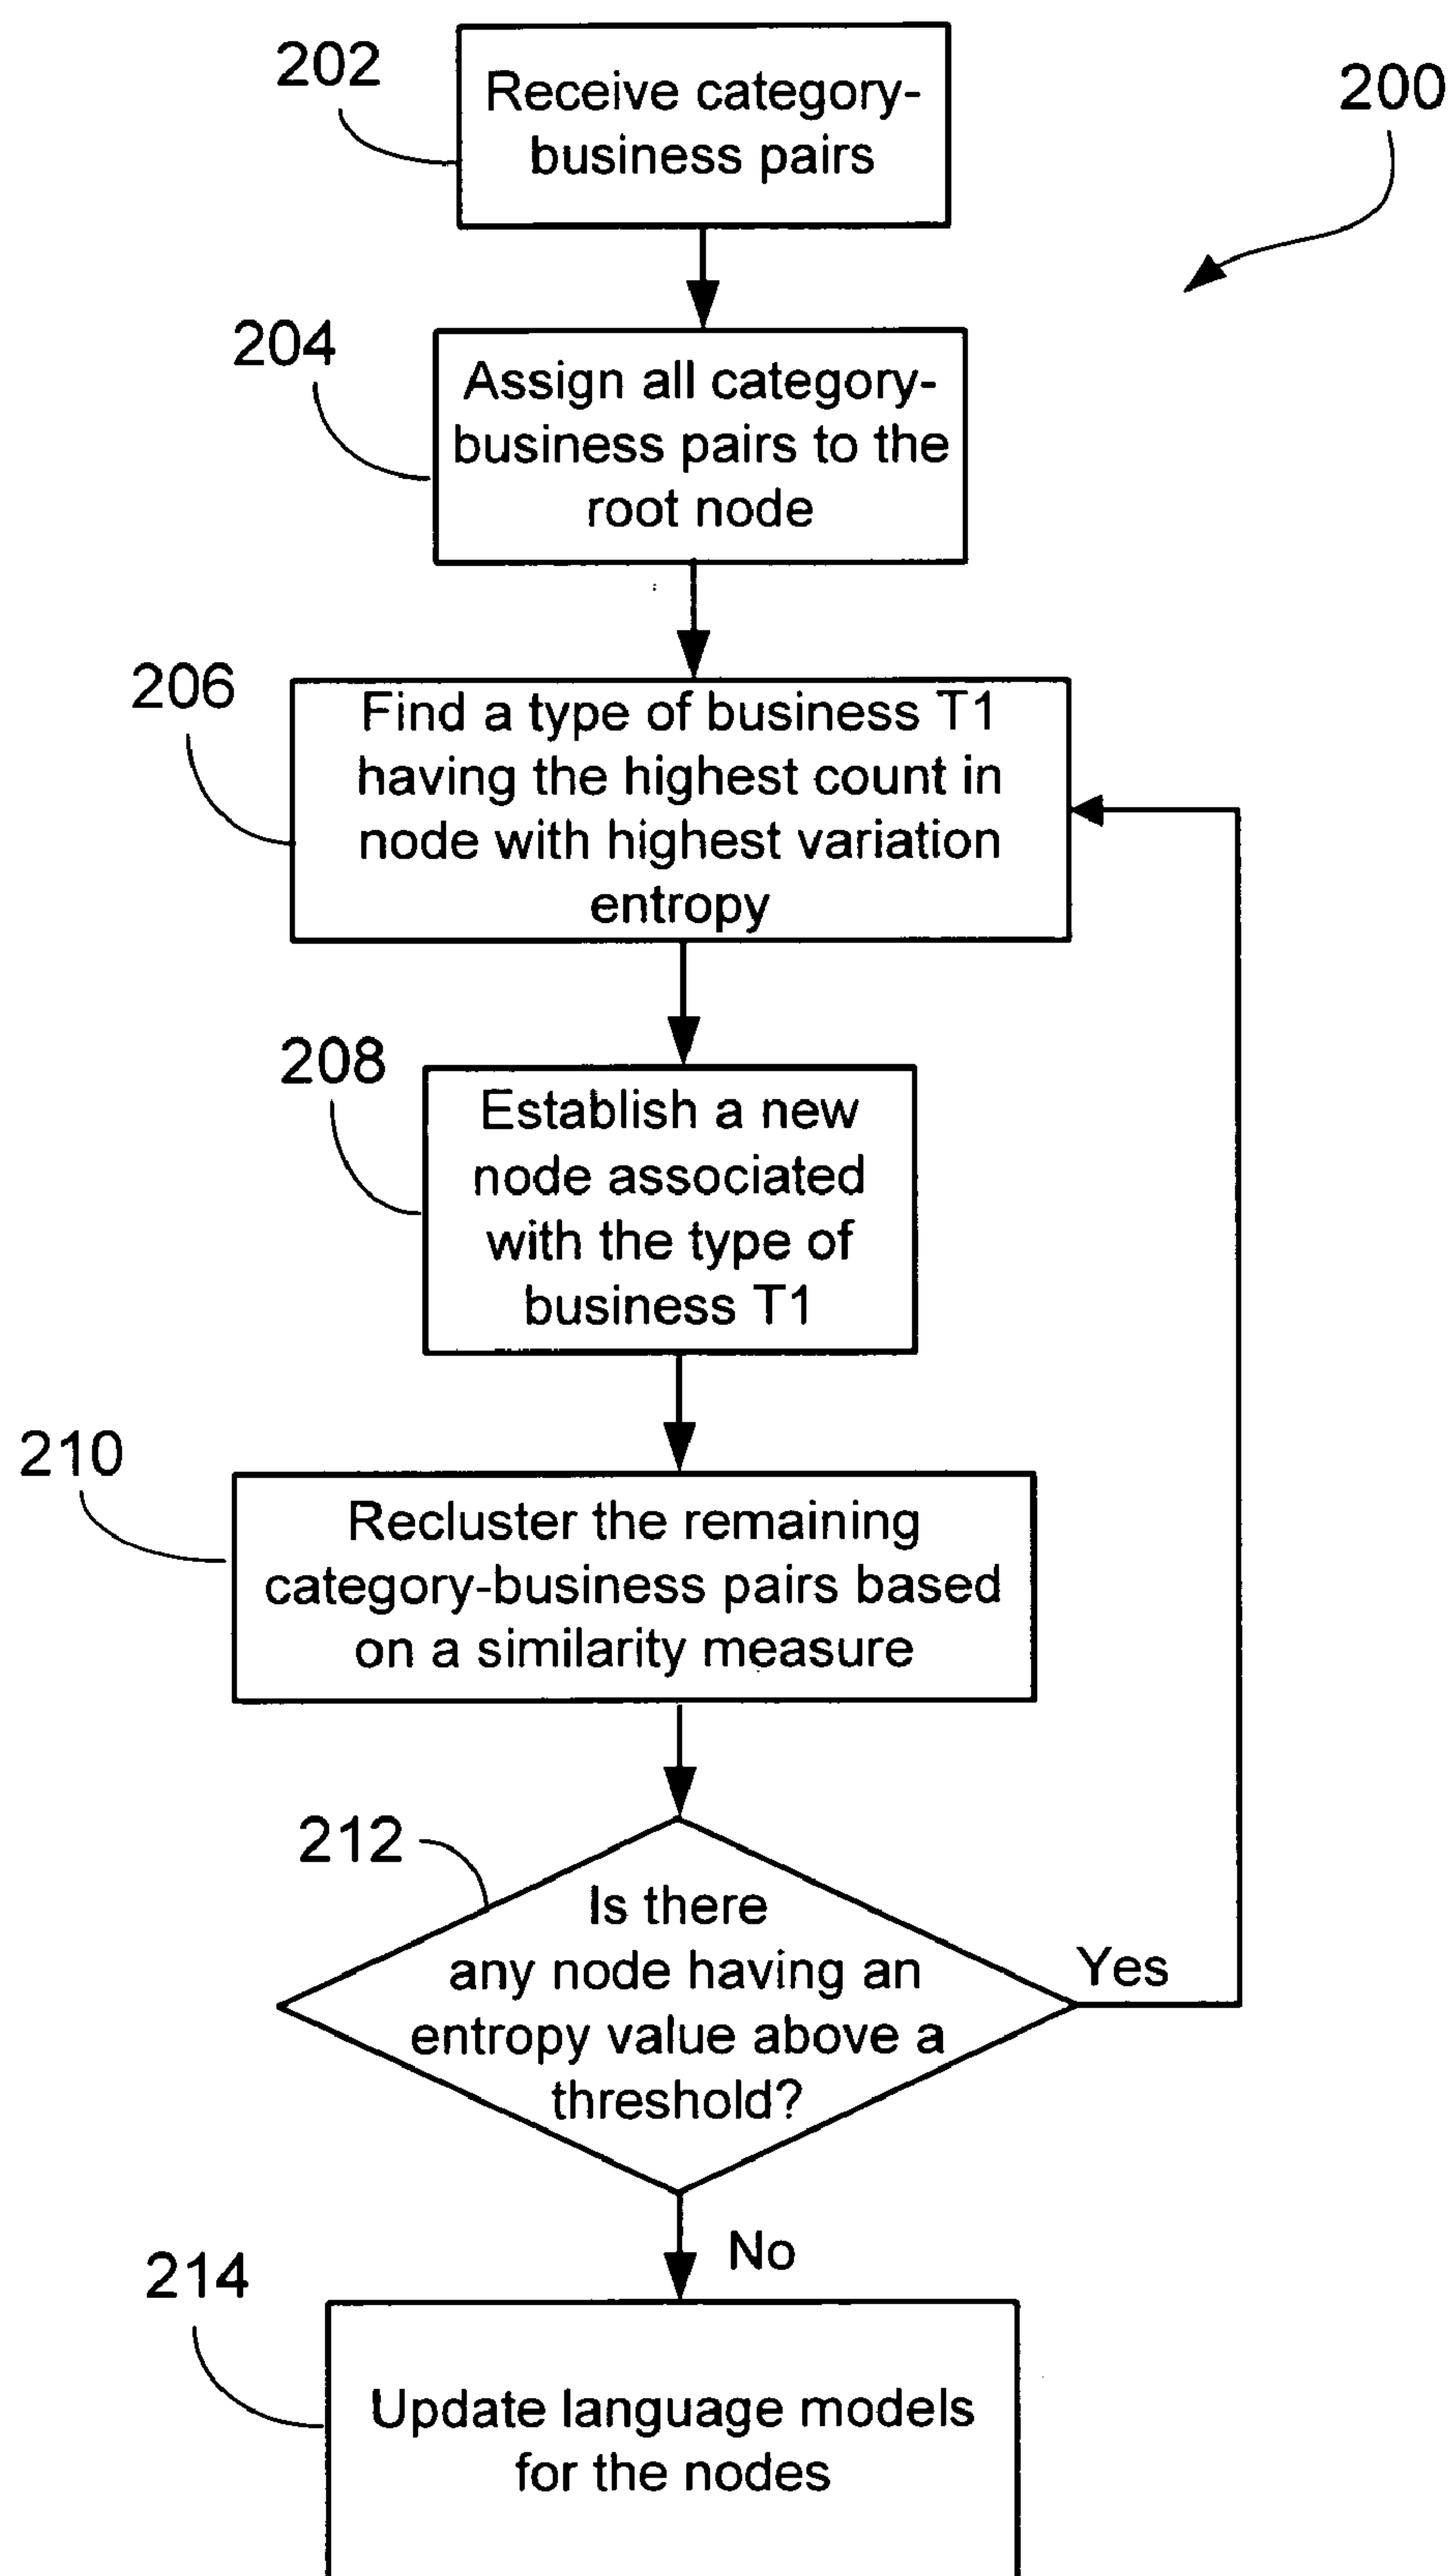 202
Receive category-
business pairs
200
204
Assign all category-
business pairs to the
root node
206
Find a type of business T1
having the highest count in
node with highest variation
entropy
208
Establish a new
node associated
with the type of
business T1
210
Recluster the remaining
category-business pairs based
on a similarity measure
212
Is there
any node having an
entropy value above a
threshold?
Yes
No
214
Update language models
for the nodes